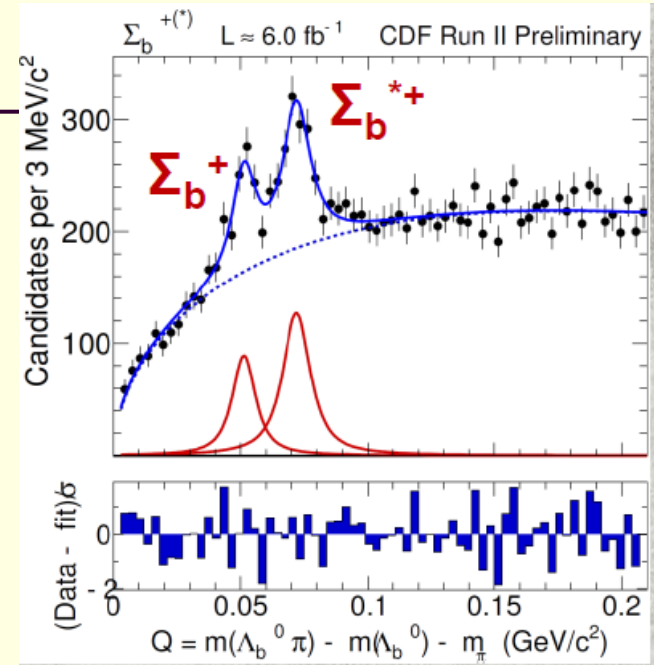 Σb +(*) L ≈ 6.0 fb⁻¹ CDF Run II Preliminary
Candidates per 3 MeV/c²
300
200
100
Σb⁺
Σb*⁺
(Data - fit)/σ
0
- 2
0 0.05 0.1 0.15 0.2
Q = m(Λb⁰ π) - m(Λb⁰) - mπ (GeV/c²)